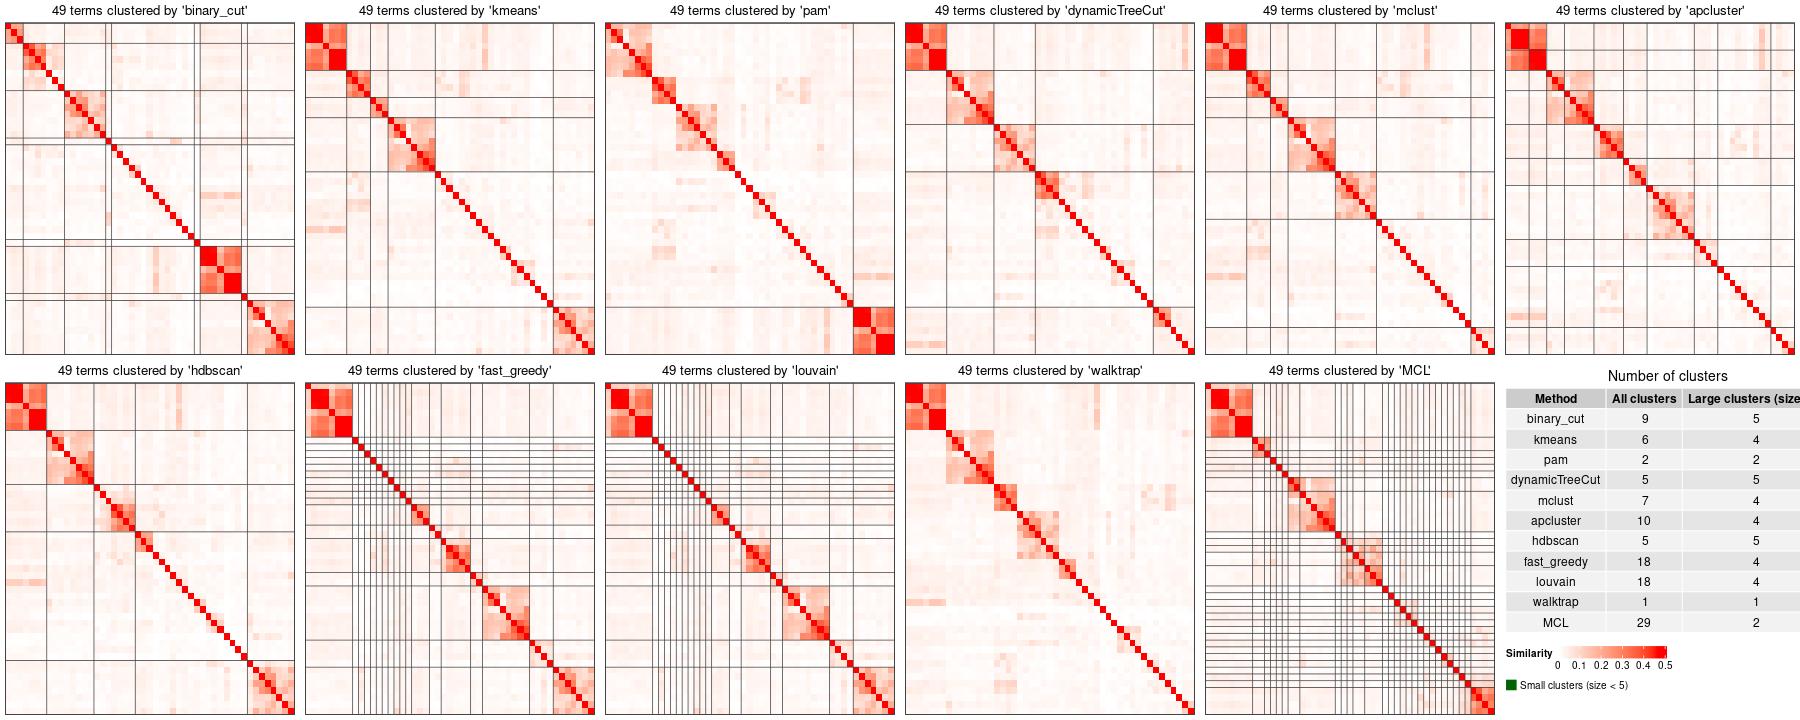 49 terms clustered by 'binary_cut'
49 terms clustered by 'kmeans'
49 terms clustered by 'pam'
49 terms clustered by 'dynamicTreeCut'
49 terms clustered by 'mclust'
49 terms clustered by 'apcluster'
49 terms clustered by 'hdbscan'
49 terms clustered by 'fast_greedy'
49 terms clustered by 'louvain'
49 terms clustered by 'walktrap'
49 terms clustered by 'MCL'
Number of clusters
Method All clusters Large clusters (size
binary_cut 9 5
kmeans 6 4
pam 2 2
dynamicTreeCut 5 5
mclust 7 4
apcluster 10 4
hdbscan 5 5
fast_greedy 18 4
louvain 18 4
walktrap 1 1
MCL 29 2
Similarity
0 0.1 0.2 0.3 0.4 0.5
Small clusters (size < 5)